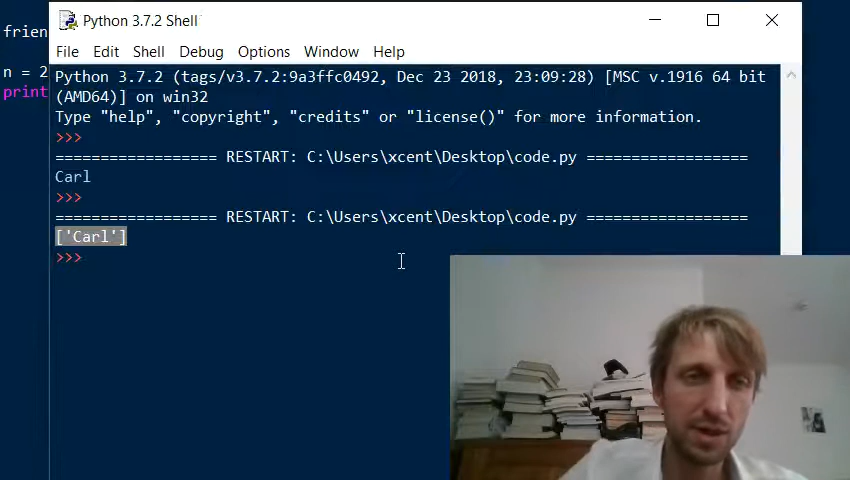 Python 3.7.2 Shell
File Edit Shell Debug Options Window Help
frien
n = 2
print
Python 3.7.2 (tags/v3.7.2:9a3ffc0492, Dec 23 2018, 23:09:28) [MSC v.1916 64 bit
(AMD64)] on win32
Type "help", "copyright", "credits" or "license()" for more information.
>>>
================== RESTART: C:\Users\xcent\Desktop\code.py ==================
Carl
>>>
================== RESTART: C:\Users\xcent\Desktop\code.py ==================
['Carl']
>>>